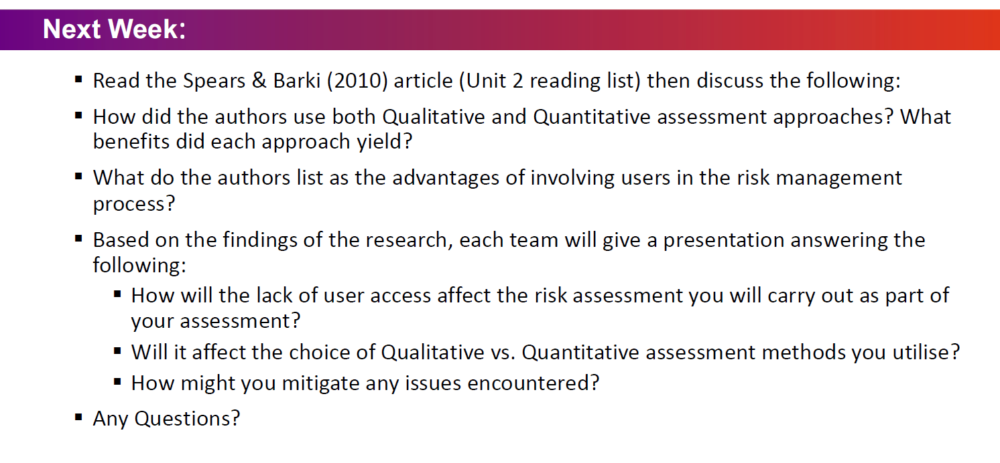 Next Week:
▪ Read the Spears & Barki (2010) article (Unit 2 reading list) then discuss the following:
▪ How did the authors use both Qualitative and Quantitative assessment approaches? What
benefits did each approach yield?
▪ What do the authors list as the advantages of involving users in the risk management
process?
▪ Based on the findings of the research, each team will give a presentation answering the
following:
▪ How will the lack of user access affect the risk assessment you will carry out as part of
your assessment?
▪ Will it affect the choice of Qualitative vs. Quantitative assessment methods you utilise?
▪ How might you mitigate any issues encountered?
▪ Any Questions?